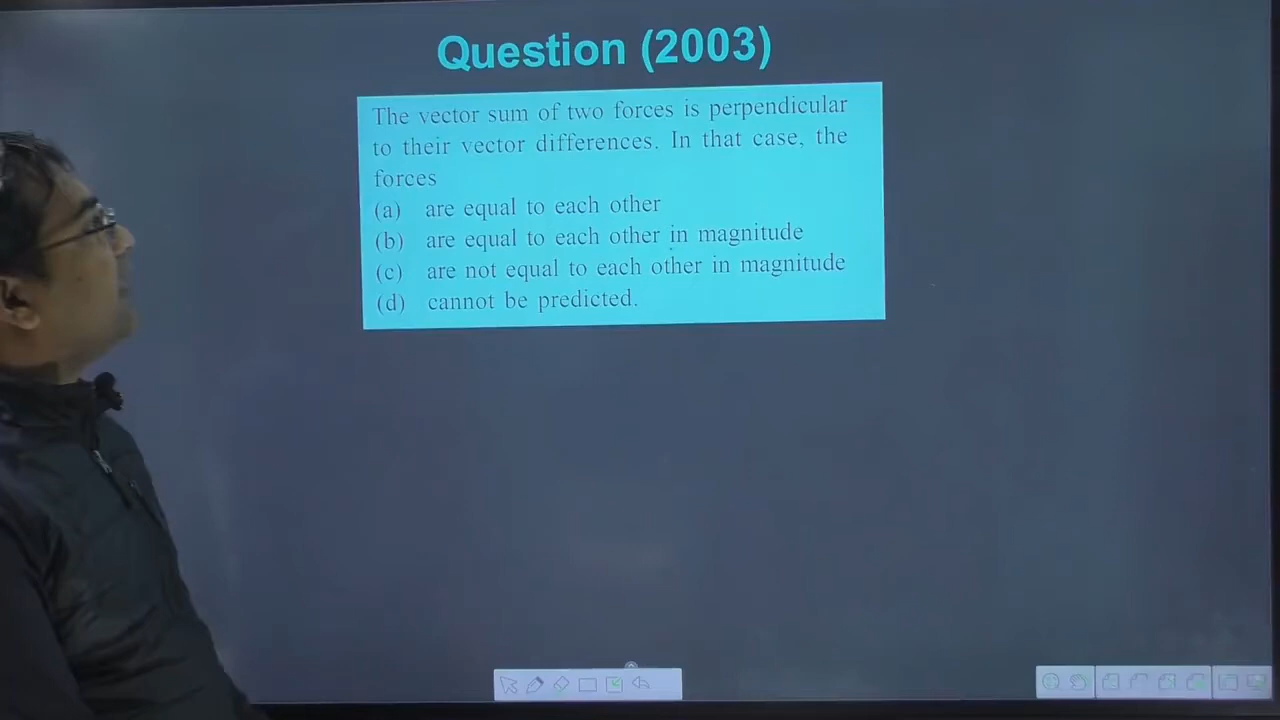 Question (2003)
The vector sum of two forces is perpendicular
to their vector differences. In that case, the
forces
(a) are equal to each other
(b) are equal to each other in magnitude
(c) are not equal to each other in magnitude
(d) cannot be predicted.